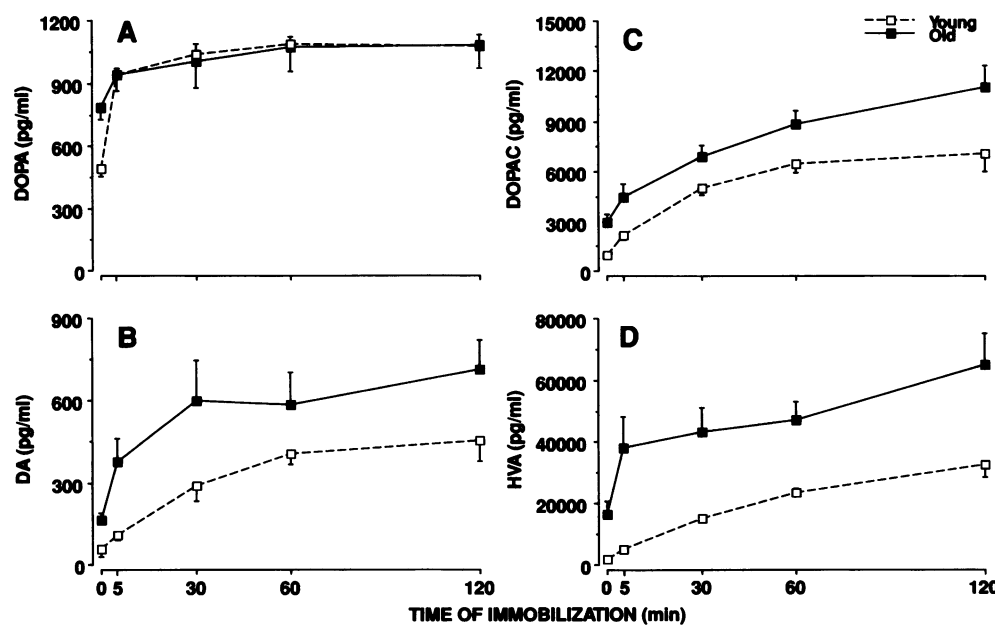 A
DOPA (pg/ml)
1200
900
600
300
0
C
Young
Old
DOPAC (pg/ml)
15000
12000
9000
6000
3000
0
B
DA (pg/ml)
900
600
300
0
0 5 30 60 120
D
HVA (pg/ml)
80000
60000
40000
20000
0
0 5 30 60 120
TIME OF IMMOBILIZATION (min)